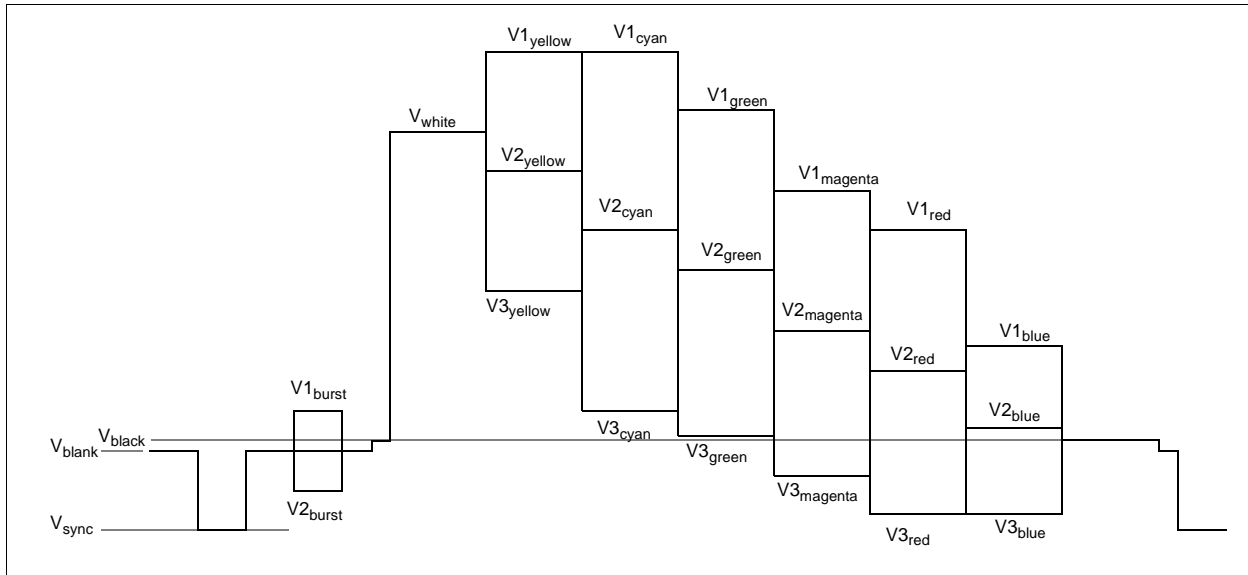 V1yellow
V1cyan
V1green
Vwhite
V2yellow
V1magenta
V2cyan
V1red
V2green
V3yellow
V2magenta
V1blue
V2red
V1burst
V2blue
V3cyan
Vblack
Vblank
V3green
V3magenta
V2burst
Vsync
V3red
V3blue